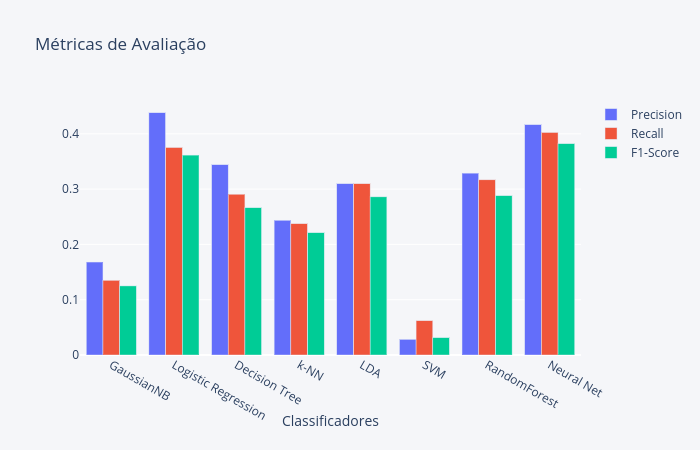 Métricas de Avaliação
Precision
Recall
F1-Score
0.4
0.3
0.2
0.1
0
GaussianNB
Logistic Regression
Decision Tree
k-NN
LDA
SVM
RandomForest
Neural Net
Classificadores